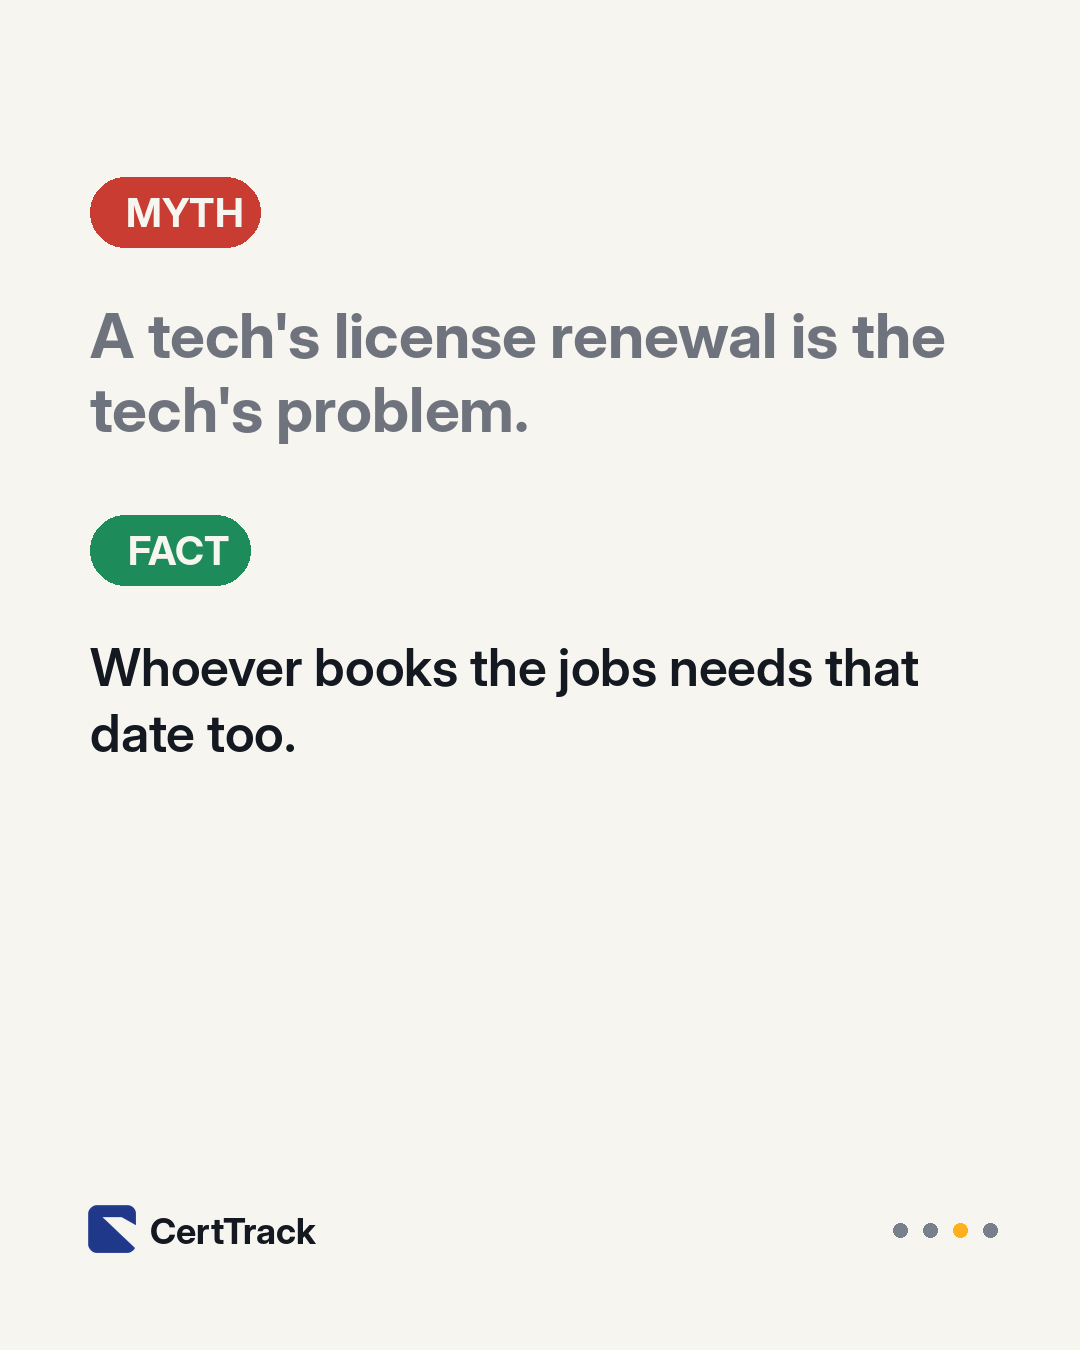 MYTH
A tech's license renewal is the
tech's problem.
FACT
Whoever books the jobs needs that
date too.
CertTrack